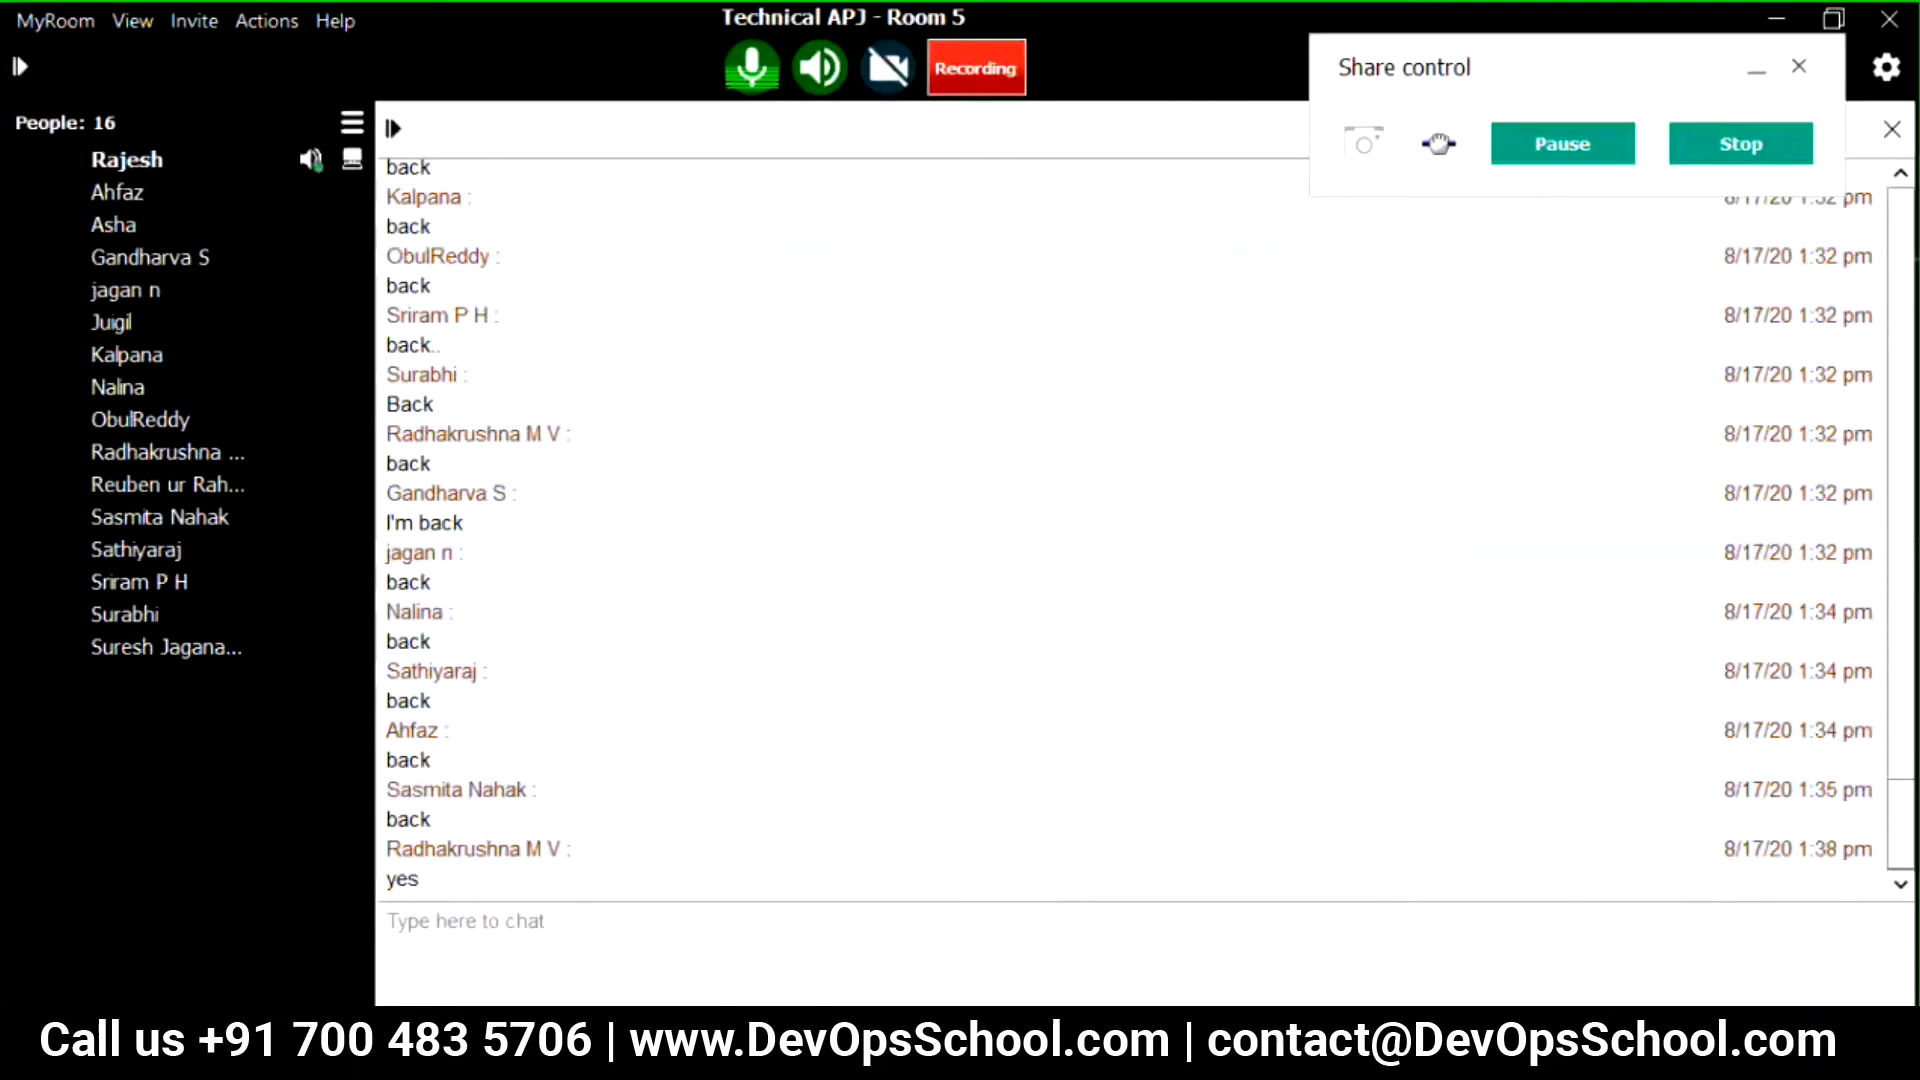 MyRoom View Invite Actions Help
Technical APJ - Room 5
Recording
Share control
Pause
Stop
People: 16
Rajesh
Ahfaz
Asha
Gandharva S
jagan n
Juigil
Kalpana
Nalina
ObulReddy
Radhakrushna ...
Reuben ur Rah...
Sasmita Nahak
Sathiyaraj
Sriram P H
Surabhi
Suresh Jagana...
back
Kalpana : 8/17/20 1:32 pm
back
ObulReddy : 8/17/20 1:32 pm
back
Sriram P H : 8/17/20 1:32 pm
back..
Surabhi : 8/17/20 1:32 pm
Back
Radhakrushna M V : 8/17/20 1:32 pm
back
Gandharva S : 8/17/20 1:32 pm
I'm back
jagan n : 8/17/20 1:32 pm
back
Nalina : 8/17/20 1:34 pm
back
Sathiyaraj : 8/17/20 1:34 pm
back
Ahfaz : 8/17/20 1:34 pm
back
Sasmita Nahak : 8/17/20 1:35 pm
back
Radhakrushna M V : 8/17/20 1:38 pm
yes
Type here to chat
Call us +91 700 483 5706 | www.DevOpsSchool.com | contact@DevOpsSchool.com